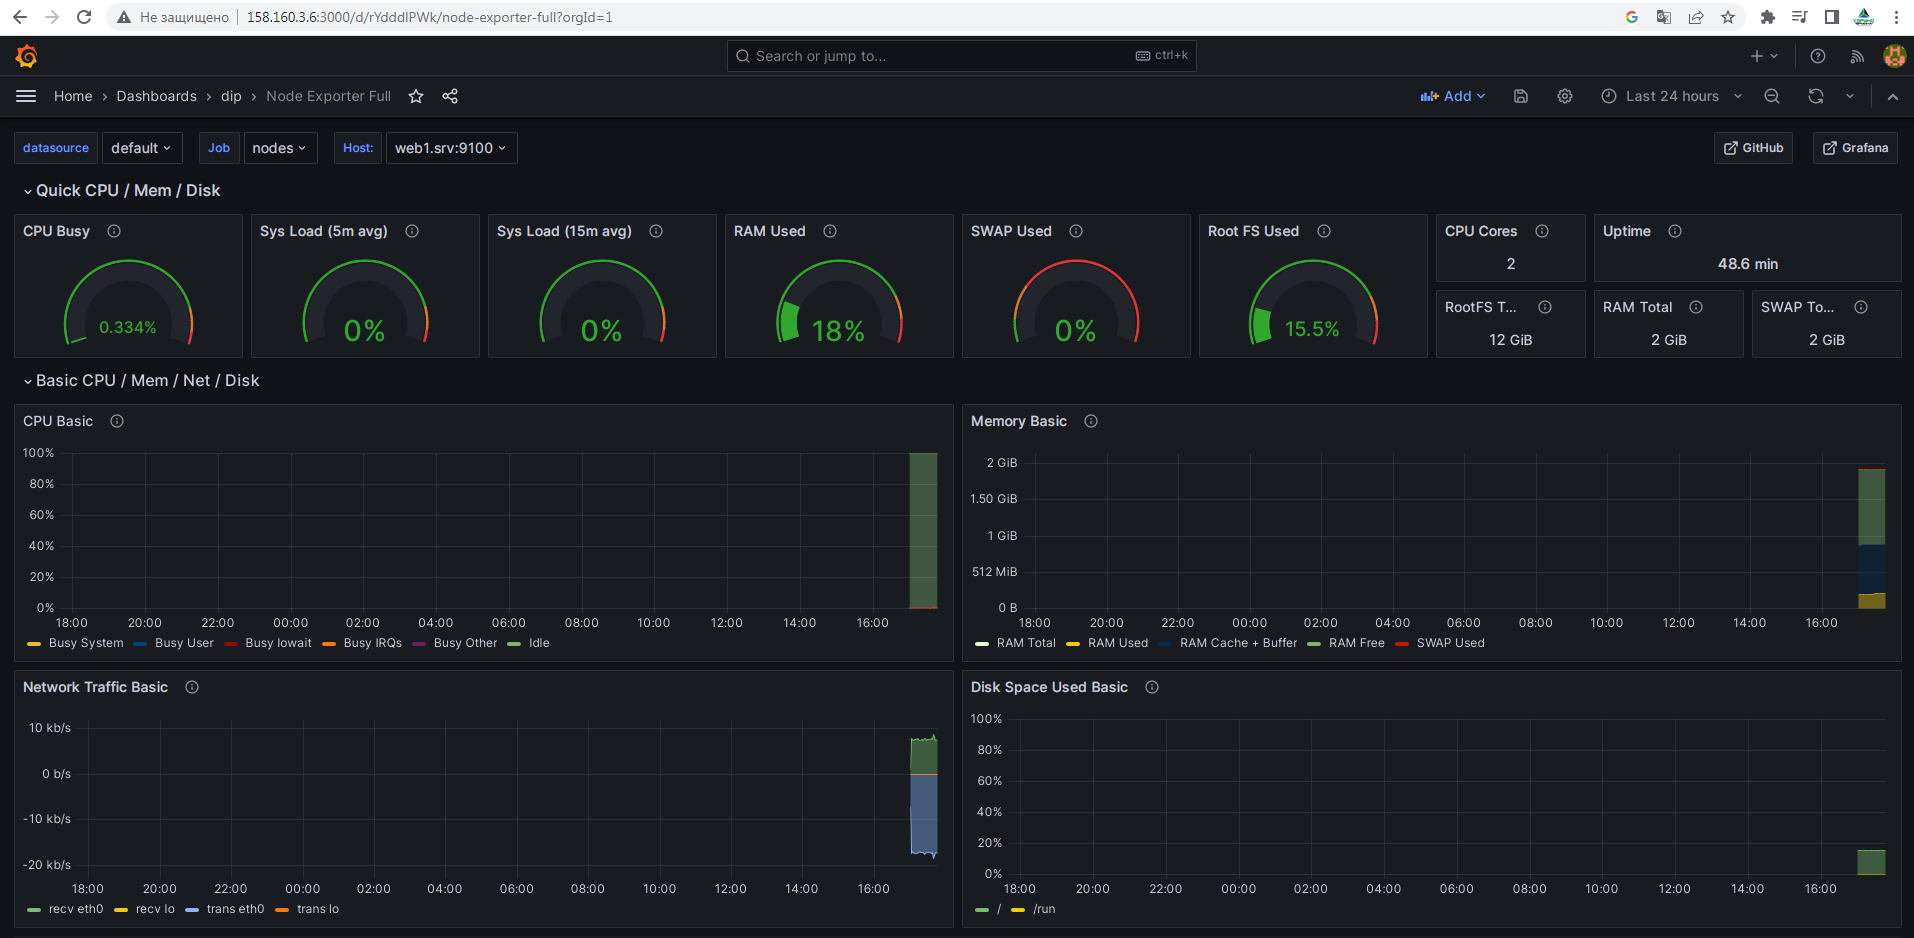 Не защищено 158.160.3.6:3000/d/rYdddlPWk/node-exporter-full?orgId=1
Search or jump to... ctrl+k
Home › Dashboards › dip › Node Exporter Full Add Last 24 hours
datasource default Job nodes Host: web1.srv:9100 GitHub Grafana
Quick CPU / Mem / Disk
CPU Busy
0.334%
Sys Load (5m avg)
0%
Sys Load (15m avg)
0%
RAM Used
18%
SWAP Used
0%
Root FS Used
15.5%
CPU Cores
2
Uptime
48.6 min
RootFS T...
12 GiB
RAM Total
2 GiB
SWAP To...
2 GiB
Basic CPU / Mem / Net / Disk
CPU Basic
100%
80%
60%
40%
20%
0%
18:00 20:00 22:00 00:00 02:00 04:00 06:00 08:00 10:00 12:00 14:00 16:00
Busy System Busy User Busy Iowait Busy IRQs Busy Other Idle
Memory Basic
2 GiB
1.50 GiB
1 GiB
512 MiB
0 B
18:00 20:00 22:00 00:00 02:00 04:00 06:00 08:00 10:00 12:00 14:00 16:00
RAM Total RAM Used RAM Cache + Buffer RAM Free SWAP Used
Network Traffic Basic
10 kb/s
0 b/s
-10 kb/s
-20 kb/s
18:00 20:00 22:00 00:00 02:00 04:00 06:00 08:00 10:00 12:00 14:00 16:00
recv eth0 recv lo trans eth0 trans lo
Disk Space Used Basic
100%
80%
60%
40%
20%
0%
18:00 20:00 22:00 00:00 02:00 04:00 06:00 08:00 10:00 12:00 14:00 16:00
/ /run